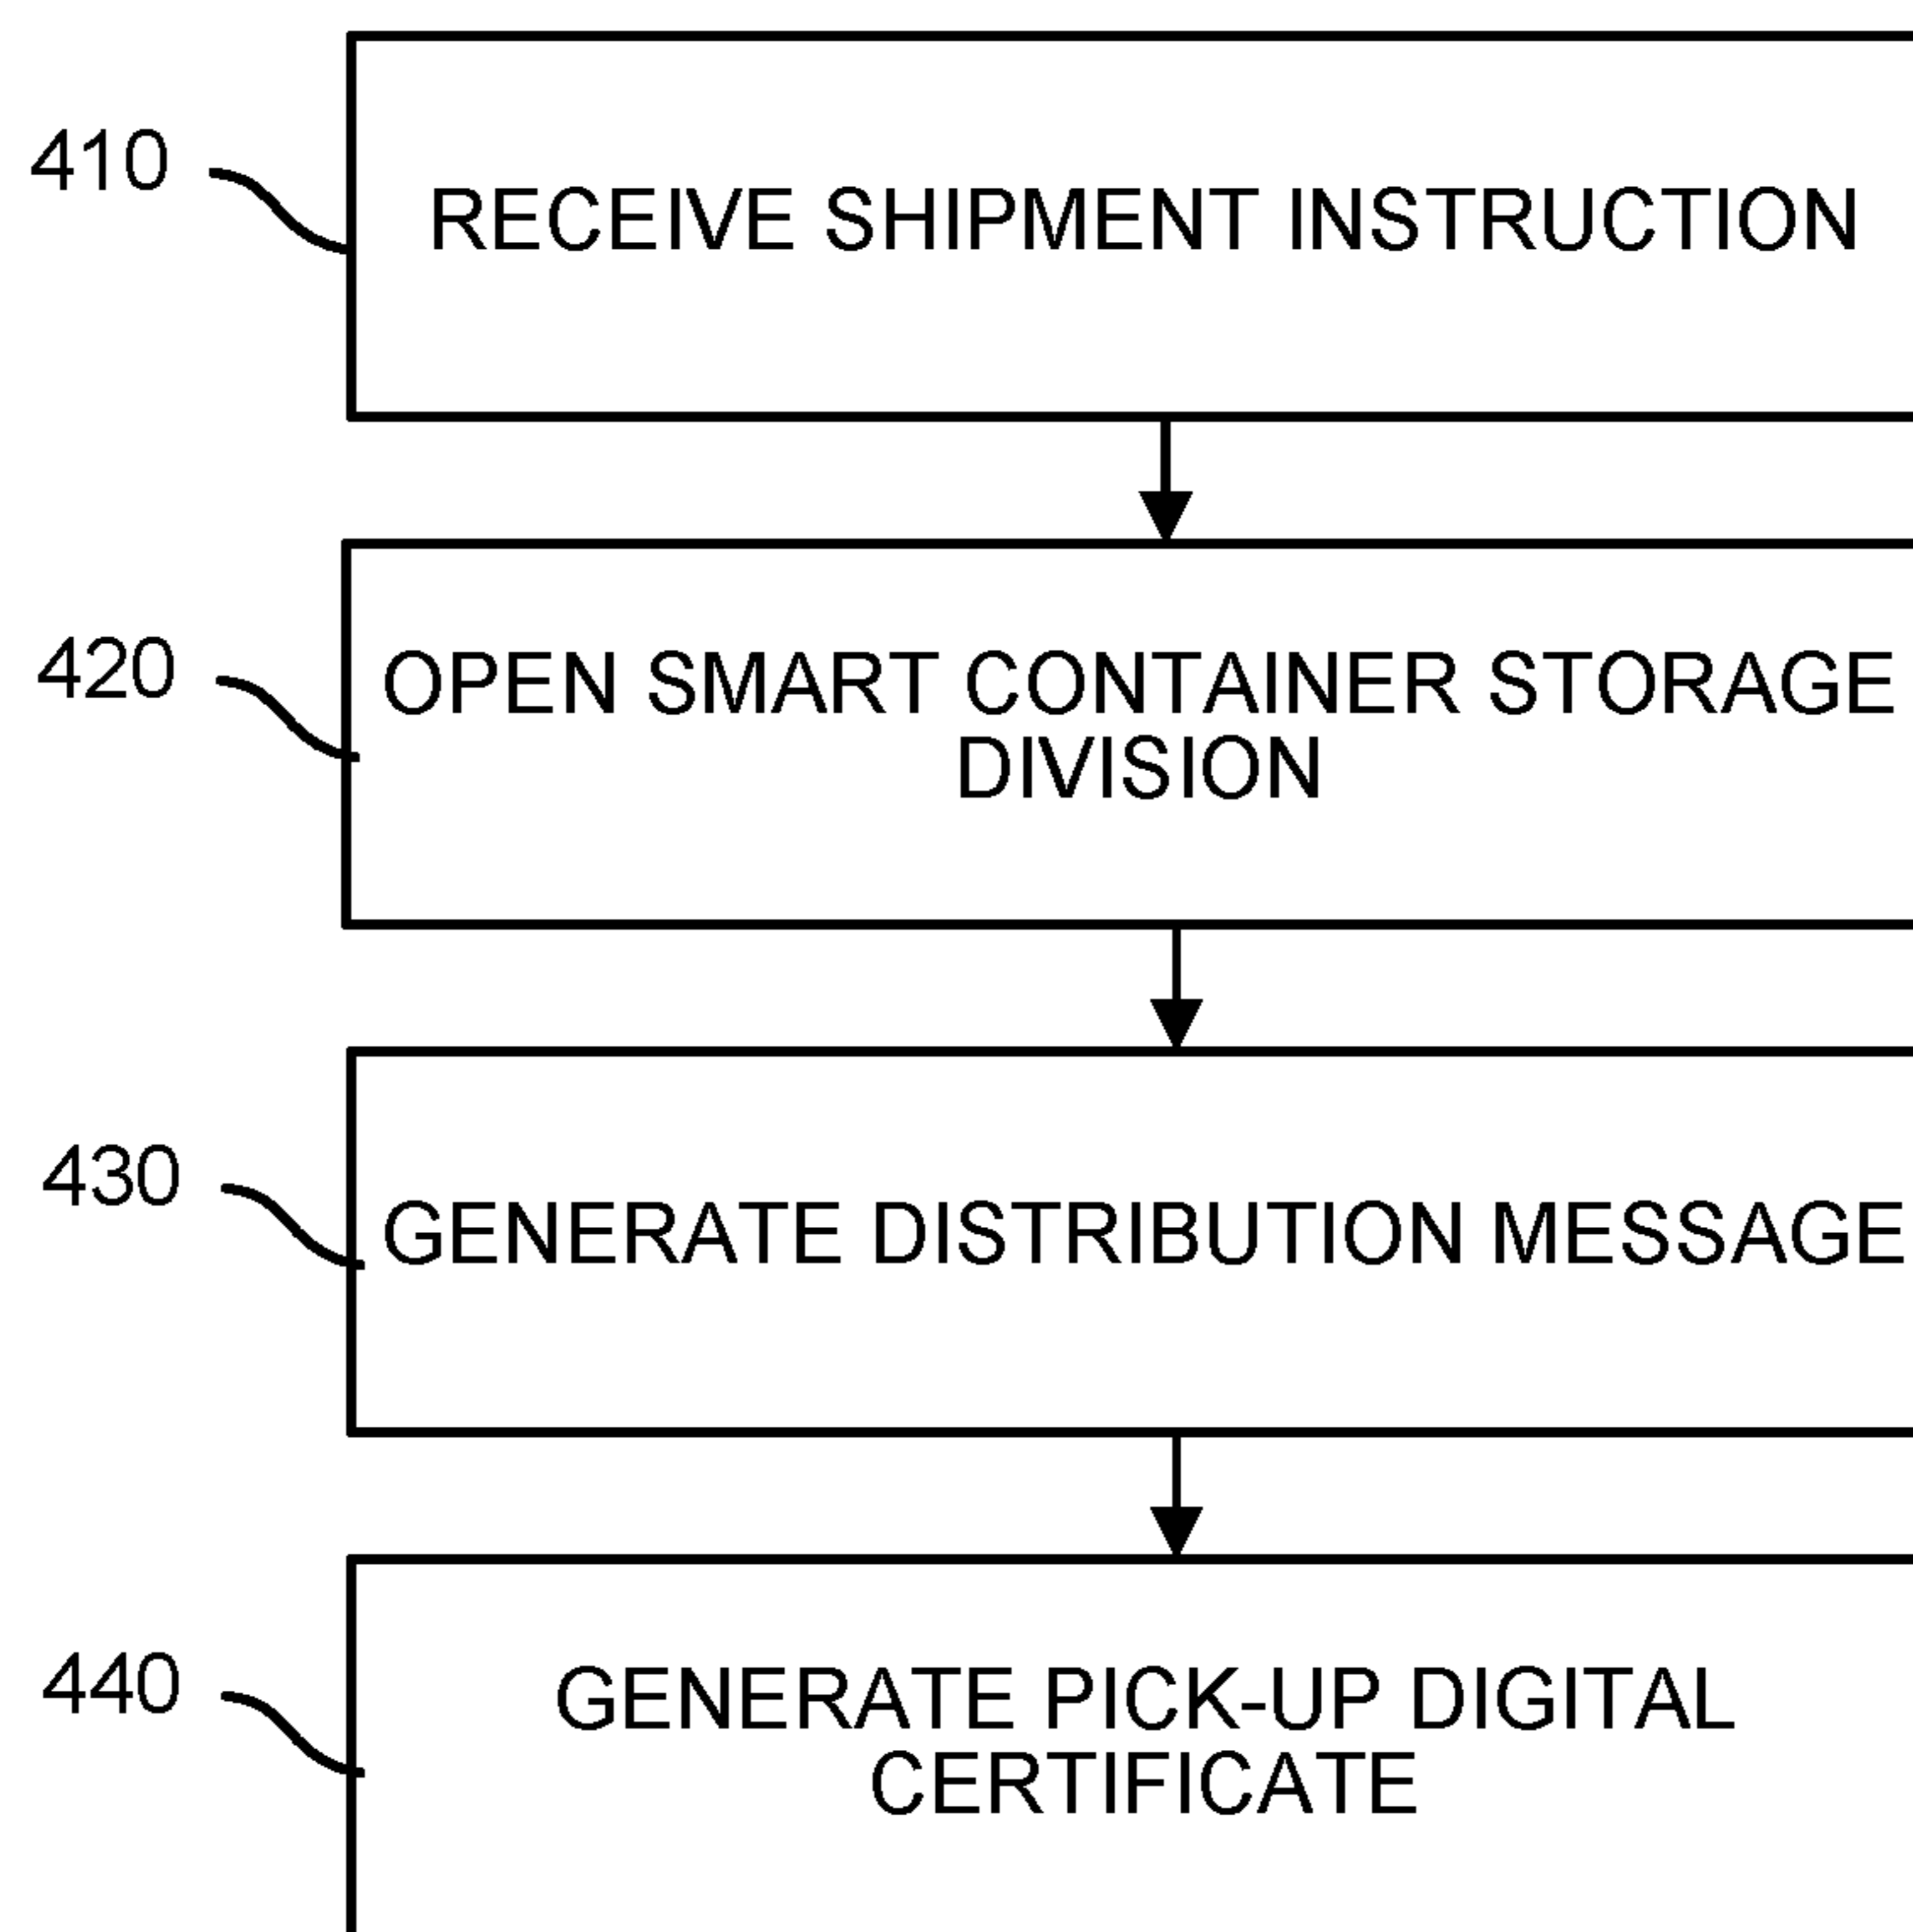 410
RECEIVE SHIPMENT INSTRUCTION
420
OPEN SMART CONTAINER STORAGE
DIVISION
430
GENERATE DISTRIBUTION MESSAGE
440
GENERATE PICK-UP DIGITAL
CERTIFICATE